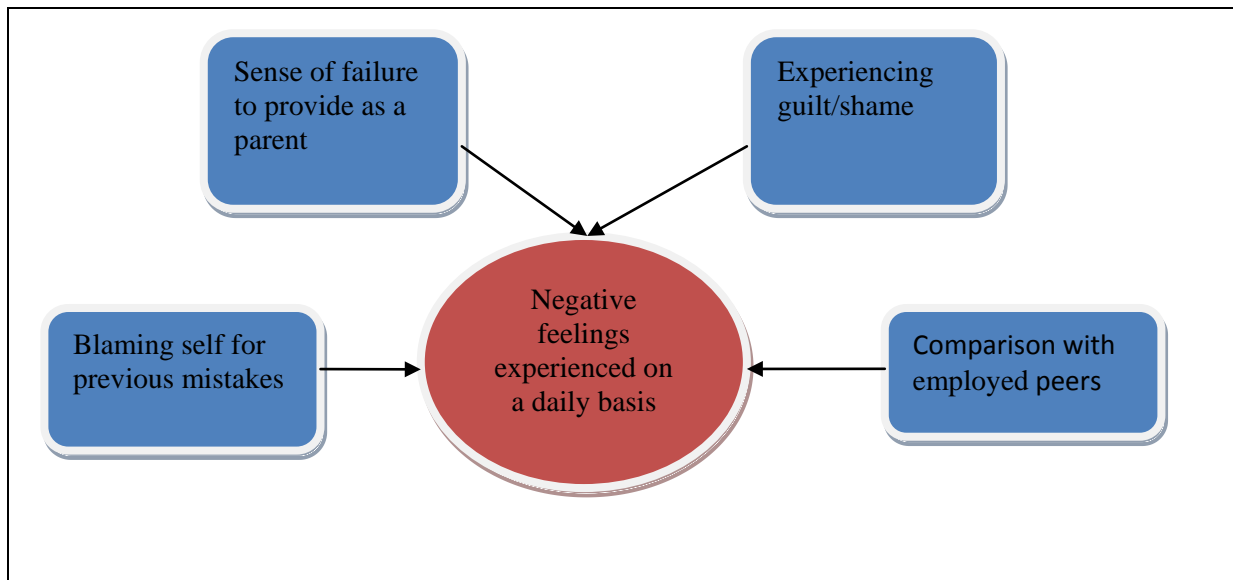 Sense of failure
to provide as a
parent
Experiencing
guilt/shame
Negative
feelings
experienced on
a daily basis
Blaming self for
previous mistakes
Comparison with
employed peers